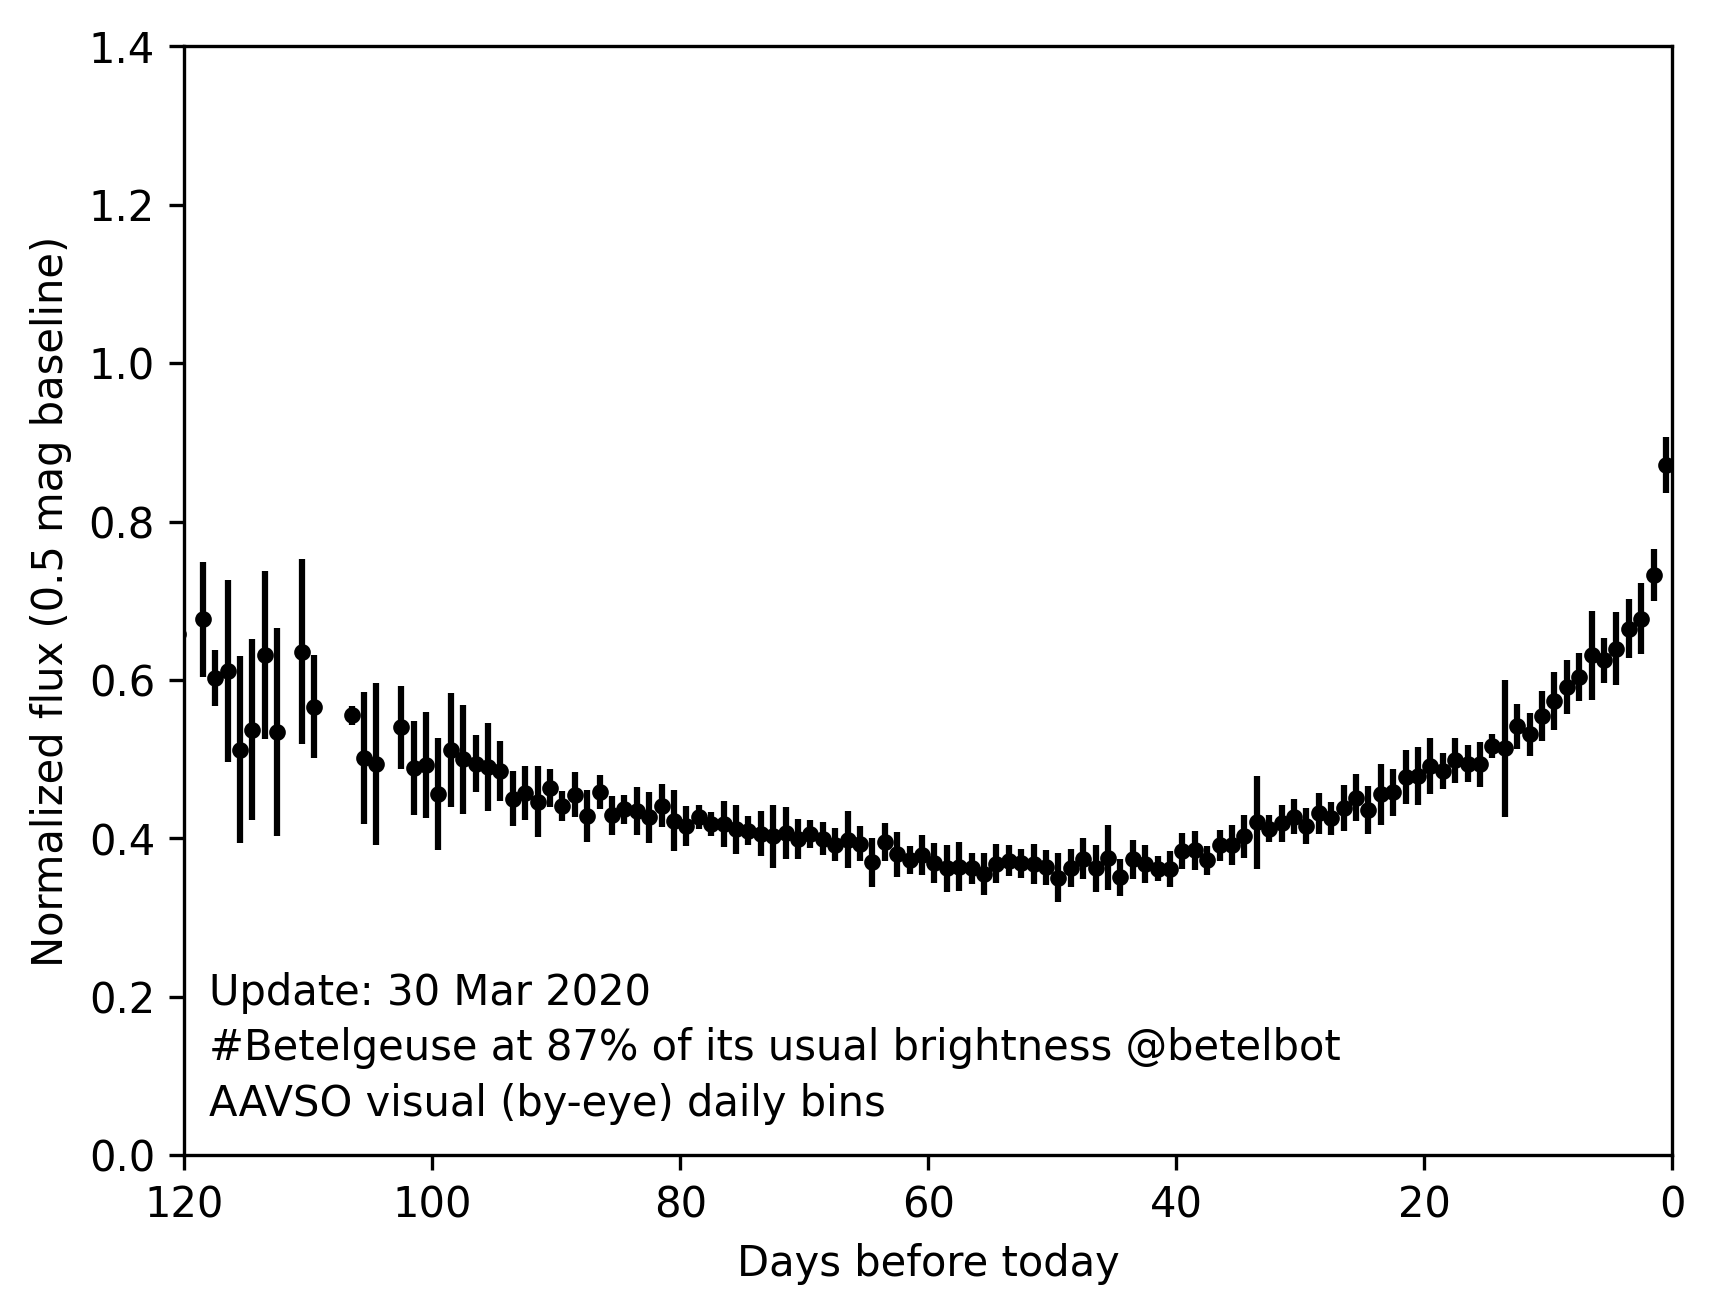 1.4
1.2
1.0
0.8
0.6
0.4
0.2
0.0
Normalized flux (0.5 mag baseline)
Update: 30 Mar 2020
#Betelgeuse at 87% of its usual brightness @betelbot
AAVSO visual (by-eye) daily bins
120 100 80 60 40 20 0
Days before today